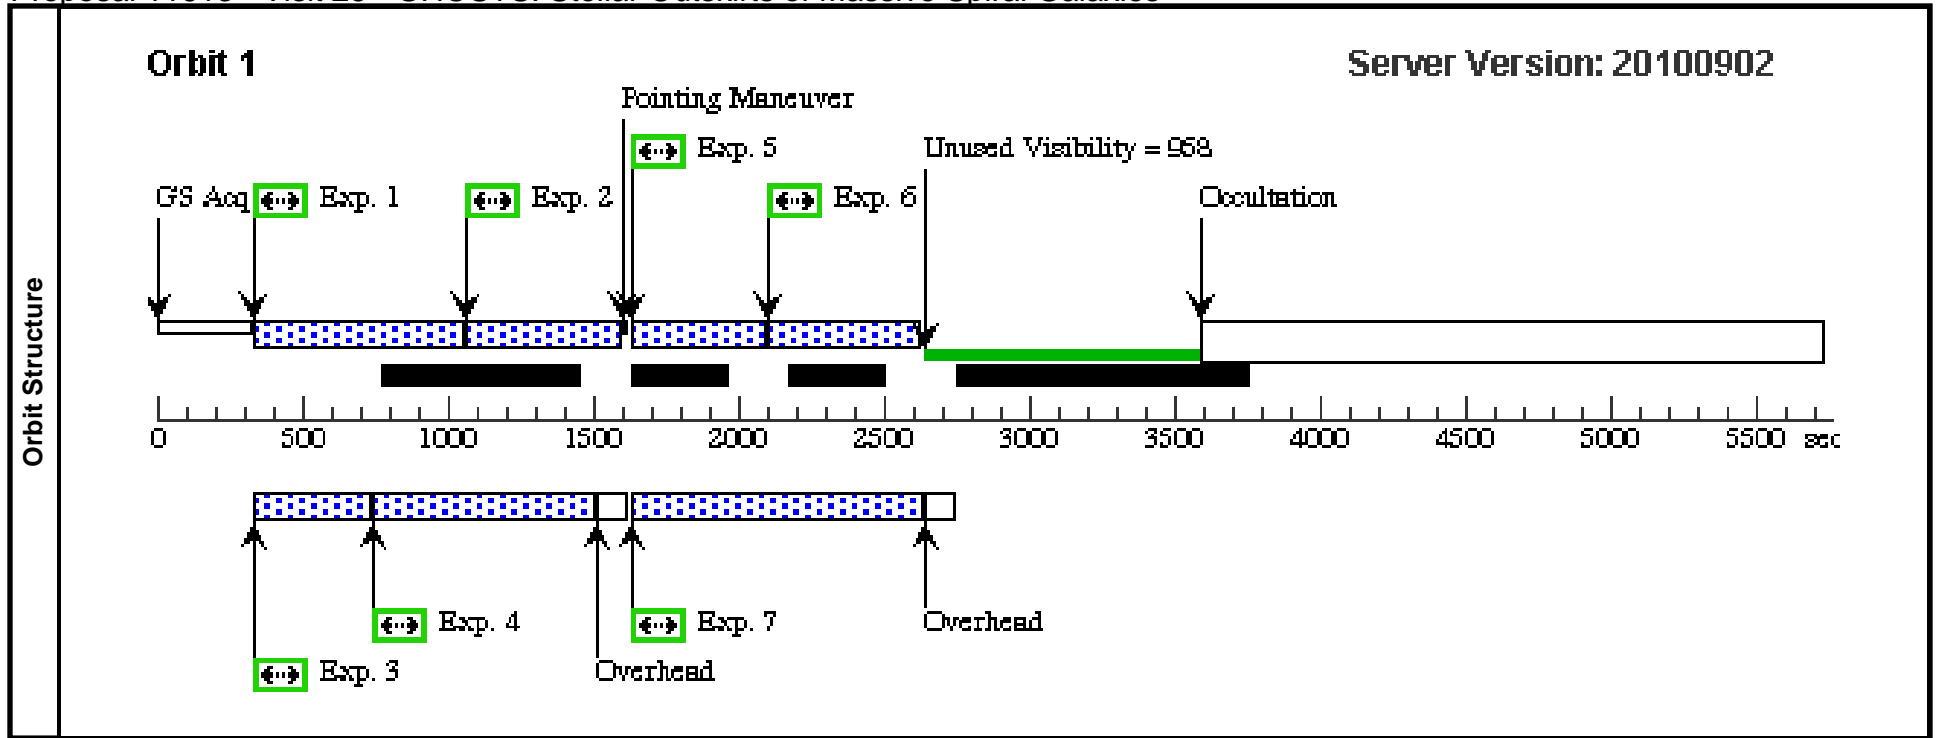 Orbit Structure
Orbit 1
Server Version: 20100902
Pointing Maneuver
Exp. 5
Unused Visibility = 958
GS Acq
Exp. 1
Exp. 2
Exp. 6
Occultation
0 500 1000 1500 2000 2500 3000 3500 4000 4500 5000 5500 sec
Exp. 4
Exp. 7
Overhead
Exp. 3
Overhead